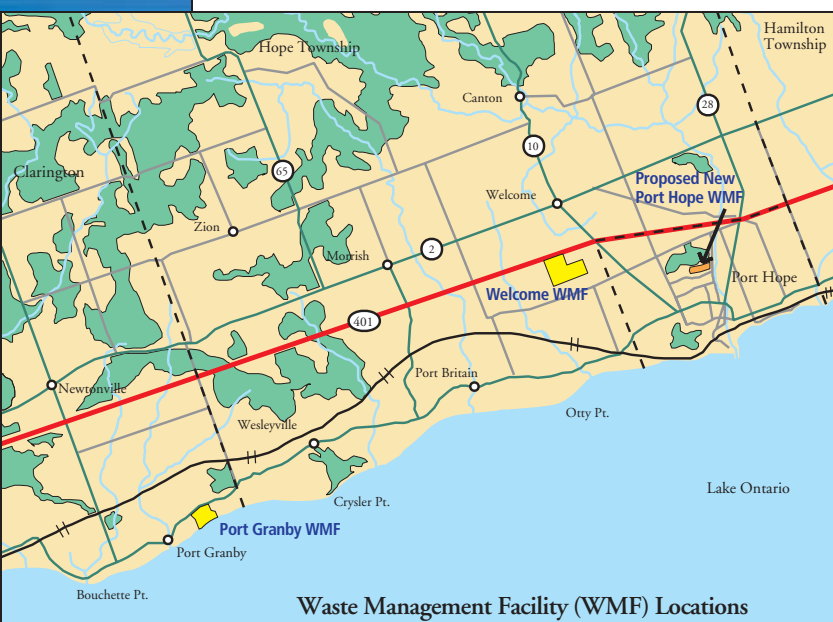 Hope Township
Hamilton
Township
Canton
28
10
Clarington
65
Proposed New
Port Hope WMF
Welcome
Zion
2
Morrish
Port Hope
Welcome WMF
401
Port Britain
Newtonville
Otty Pt.
Wesleyville
Lake Ontario
Crysler Pt.
Port Granby WMF
Port Granby
Bouchette Pt.
Waste Management Facility (WMF) Locations